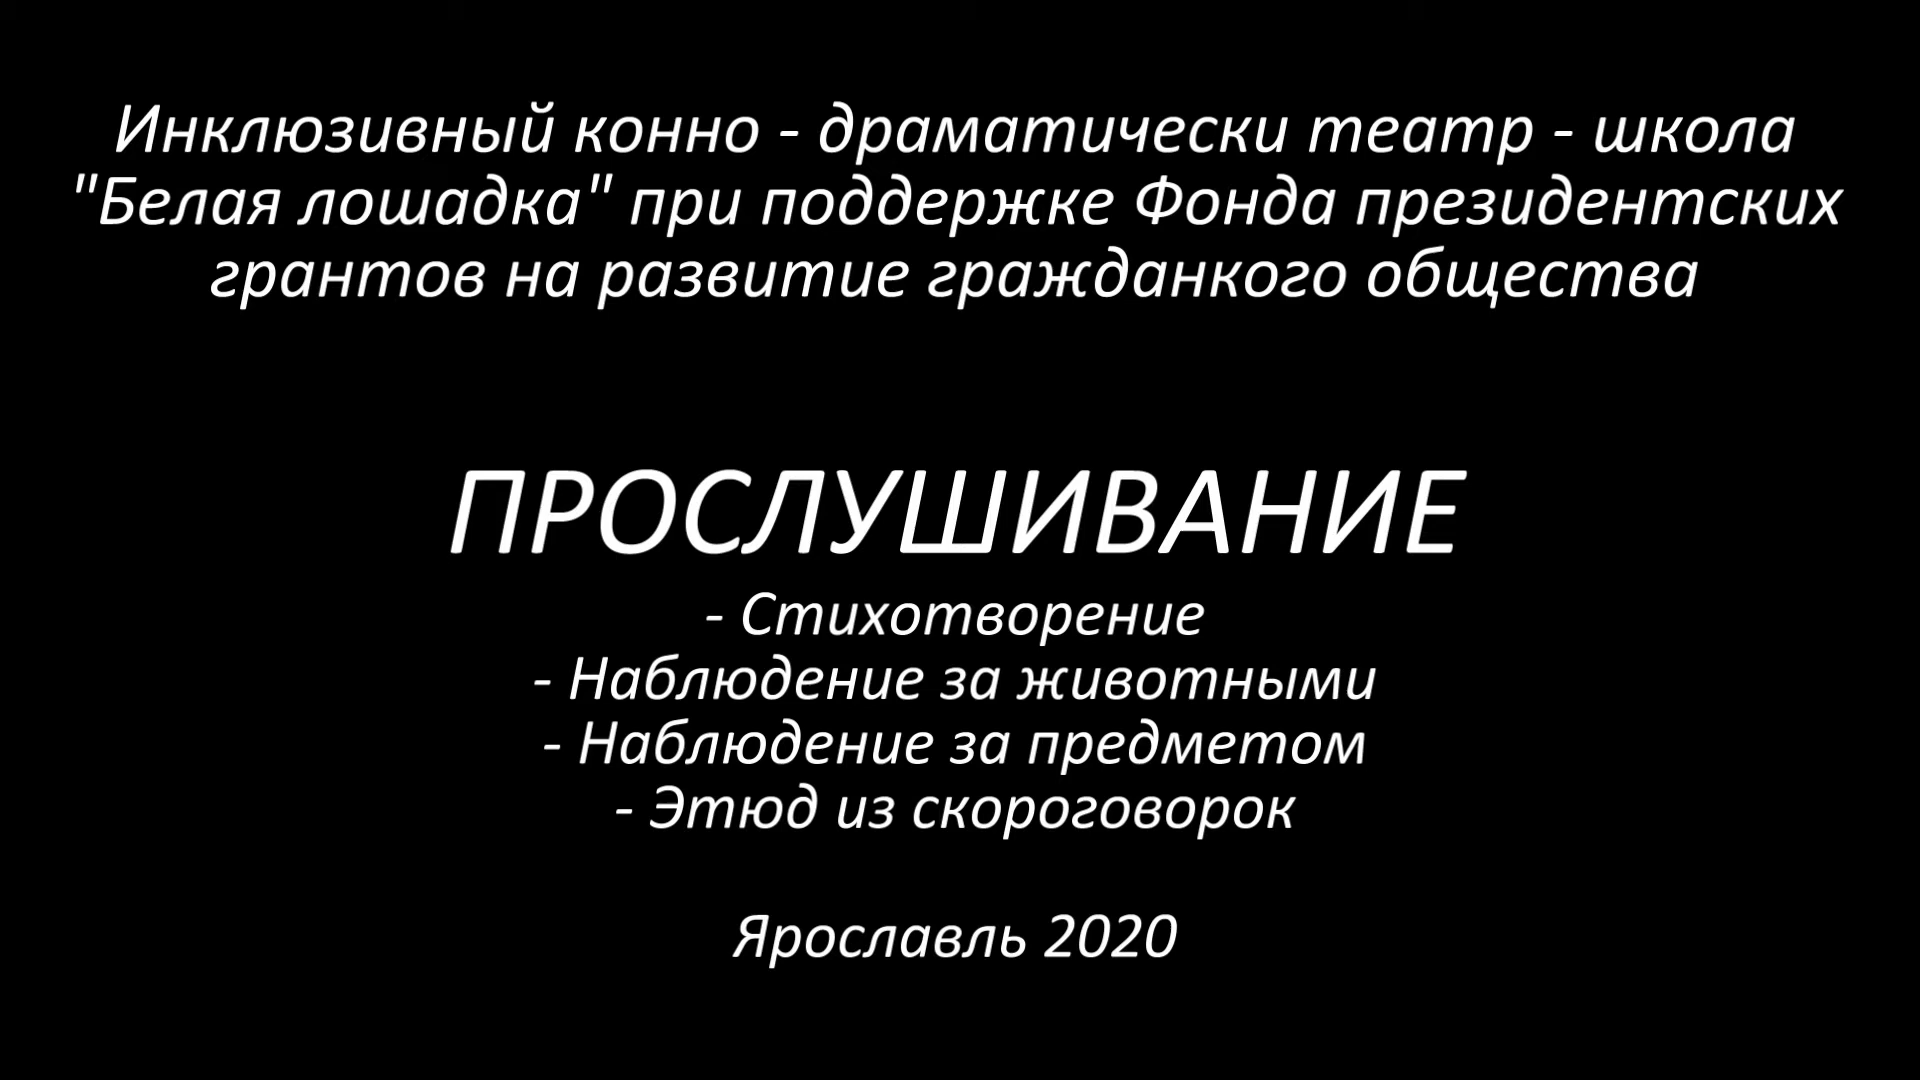 Инклюзивный конно - драматически театр - школа
"Белая лошадка" при поддержке Фонда президентских
грантов на развитие гражданкого общества
ПРОСЛУШИВАНИЕ
- Стихотворение
- Наблюдение за животными
- Наблюдение за предметом
- Этюд из скороговорок
Ярославль 2020